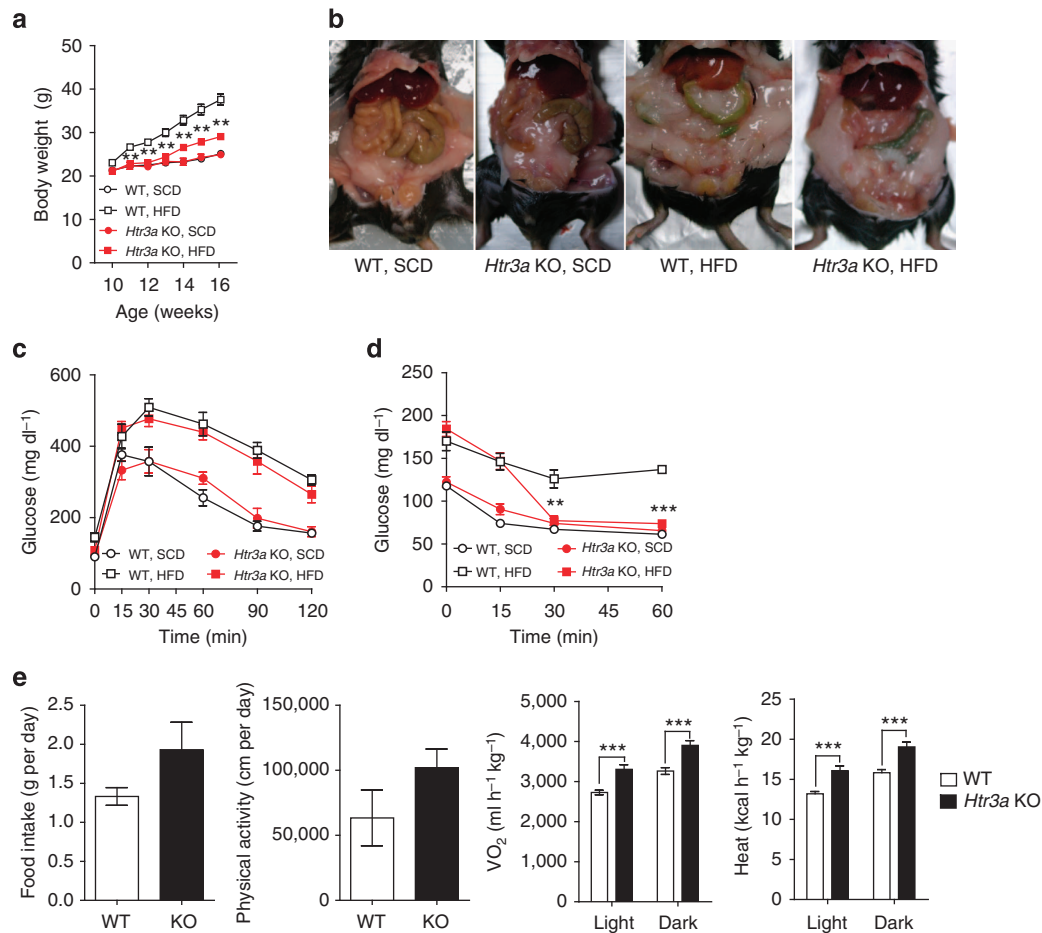 a
50
40
30
20
10
0
Body weight (g)
** ** ** ** ** **
WT, SCD
WT, HFD
Htr3a KO, SCD
Htr3a KO, HFD
10 12 14 16
Age (weeks)
b
WT, SCD
Htr3a KO, SCD
WT, HFD
Htr3a KO, HFD
c
600
400
200
0
Glucose (mg dl⁻¹)
WT, SCD
WT, HFD
Htr3a KO, SCD
Htr3a KO, HFD
0 15 30 45 60 90 120
Time (min)
d
250
200
150
100
50
0
Glucose (mg dl⁻¹)
**
***
WT, SCD
WT, HFD
Htr3a KO, SCD
Htr3a KO, HFD
0 15 30 60
Time (min)
e
2.5
2.0
1.5
1.0
0.5
0.0
Food intake (g per day)
WT KO
150,000
100,000
50,000
0
Physical activity (cm per day)
WT KO
5,000
4,000
3,000
2,000
1,000
0
VO₂ (ml h⁻¹ kg⁻¹)
***
***
Light Dark
25
20
15
10
5
0
Heat (kcal h⁻¹ kg⁻¹)
***
***
Light Dark
WT
Htr3a KO